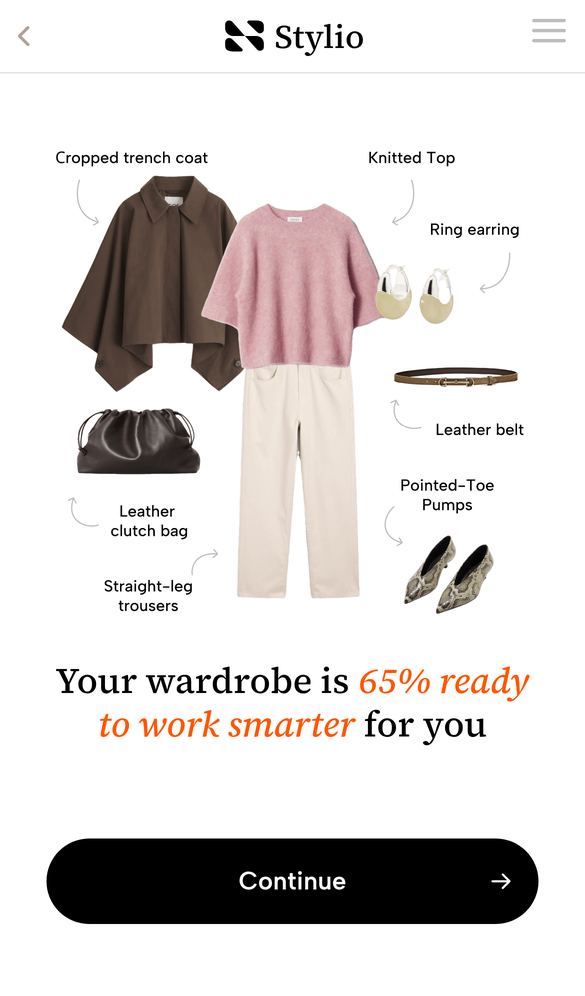 Stylio
Cropped trench coat
Knitted Top
Ring earring
Leather belt
Leather
clutch bag
Pointed-Toe
Pumps
Straight-leg
trousers
Your wardrobe is 65% ready
to work smarter for you
Continue